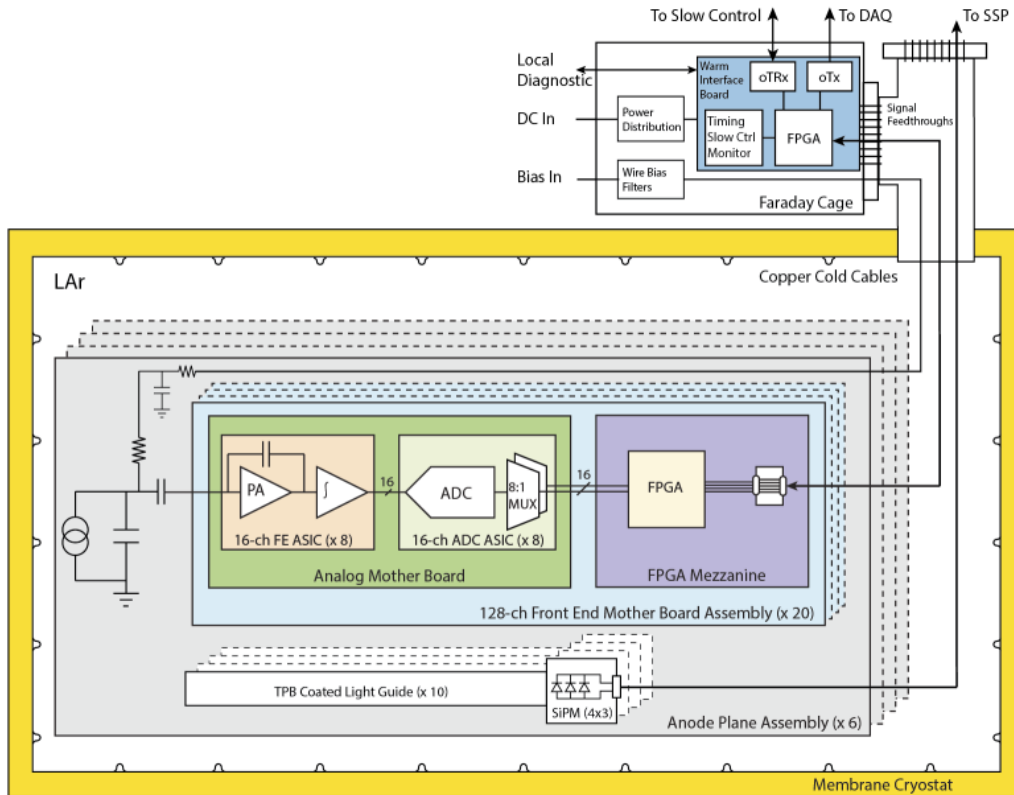 To Slow Control
To DAQ
To SSP
Local
Diagnostic
Warm
Interface
Board
oTRx
oTx
Signal
Feedthroughs
DC In
Power
Distribution
Timing
Slow Ctrl
Monitor
FPGA
Bias In
Wire Bias
Filters
Faraday Cage
LAr
Copper Cold Cables
PA
∫
16
ADC
8:1
MUX
16
FPGA
16-ch FE ASIC (x 8)
16-ch ADC ASIC (x 8)
Analog Mother Board
FPGA Mezzanine
128-ch Front End Mother Board Assembly (x 20)
TPB Coated Light Guide (x 10)
SiPM (4x3)
Anode Plane Assembly (x 6)
Membrane Cryostat